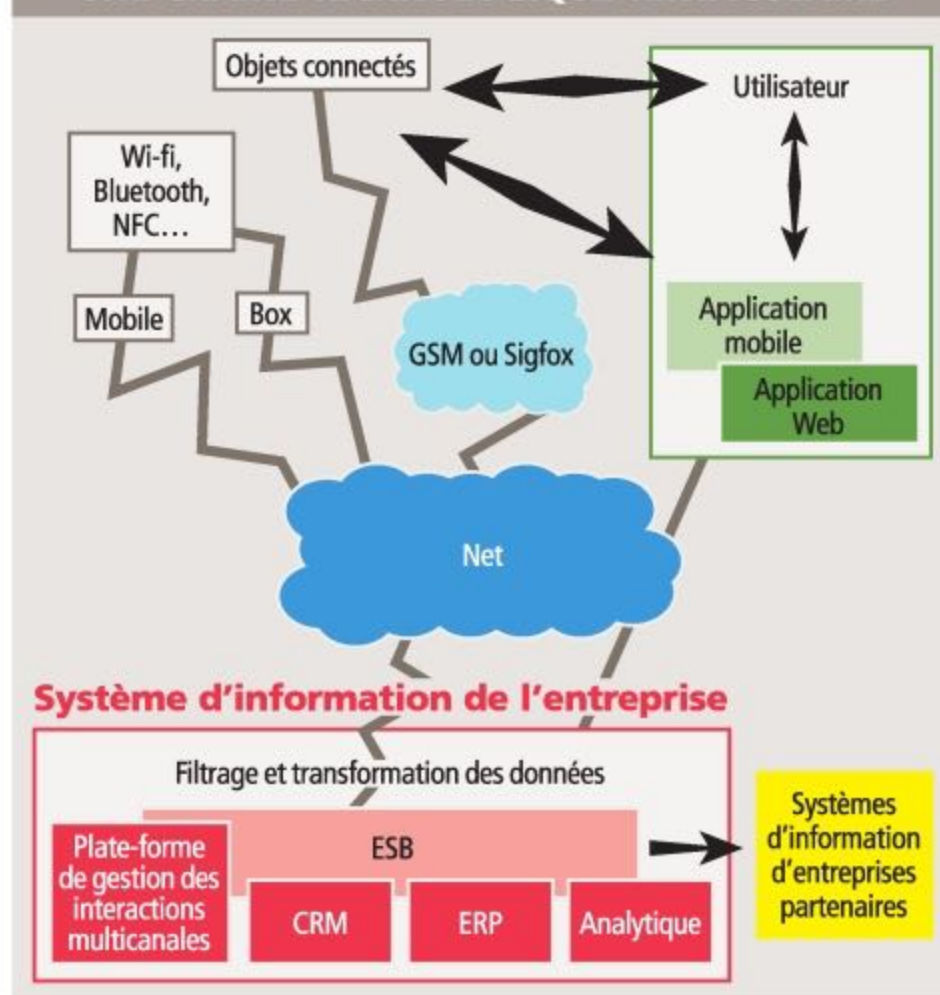 Objets connectés
Utilisateur
Wi-fi,
Bluetooth,
NFC…
Mobile
Box
GSM ou Sigfox
Application
mobile
Application
Web
Net
Système d'information de l'entreprise
Filtrage et transformation des données
ESB
Plate-forme
de gestion des
interactions
multicanales
CRM
ERP
Analytique
Systèmes
d'information
d'entreprises
partenaires